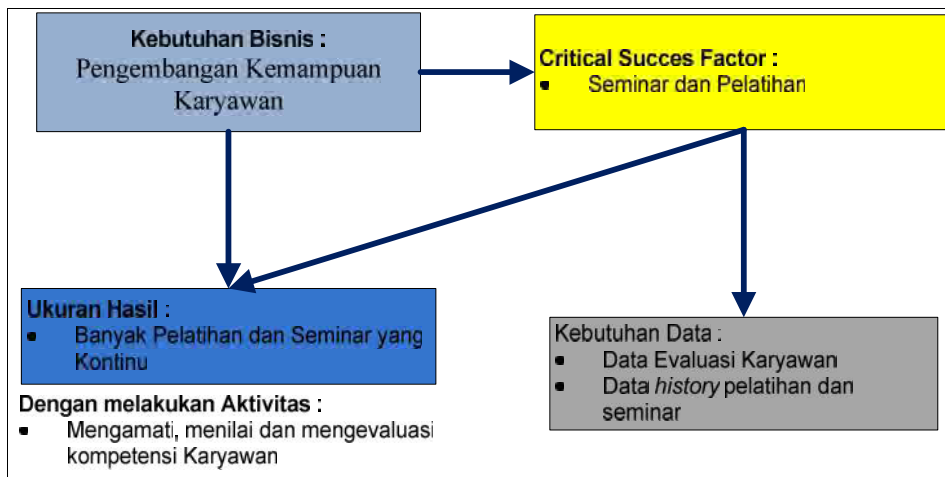 Kebutuhan Bisnis :
Pengembangan Kemampuan
Karyawan
Critical Succes Factor :
▪ Seminar dan Pelatihan
Ukuran Hasil :
▪ Banyak Pelatihan dan Seminar yang
Kontinu
Dengan melakukan Aktivitas :
▪ Mengamati, menilai dan mengevaluasi
kompetensi Karyawan
Kebutuhan Data :
▪ Data Evaluasi Karyawan
▪ Data history pelatihan dan
seminar